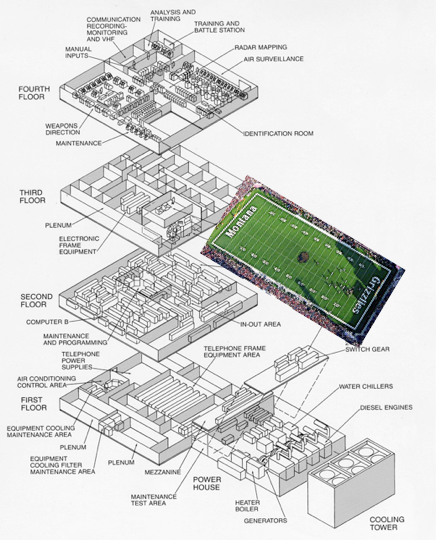 ANALYSIS AND
TRAINING
COMMUNICATION
RECORDING-
MONITORING
AND VHF
TRAINING AND
BATTLE STATION
MANUAL
INPUTS
RADAR MAPPING
AIR SURVEILLANCE
FOURTH
FLOOR
WEAPONS
DIRECTION
MAINTENANCE
IDENTIFICATION ROOM
THIRD
FLOOR
PLENUM
ELECTRONIC
FRAME
EQUIPMENT
Montana
Grizzlies
SECOND
FLOOR
COMPUTER B
IN-OUT AREA
MAINTENANCE
AND PROGRAMMING
TELEPHONE FRAME
EQUIPMENT AREA
SWITCH GEAR
TELEPHONE
POWER
SUPPLIES
AIR CONDITIONING
CONTROL AREA
WATER CHILLERS
FIRST
FLOOR
DIESEL ENGINES
EQUIPMENT COOLING
MAINTENANCE AREA
PLENUM
EQUIPMENT
COOLING FILTER
MAINTENANCE AREA
PLENUM
MEZZANINE
POWER
HOUSE
MAINTENANCE
TEST AREA
HEATER
BOILER
GENERATORS
COOLING
TOWER